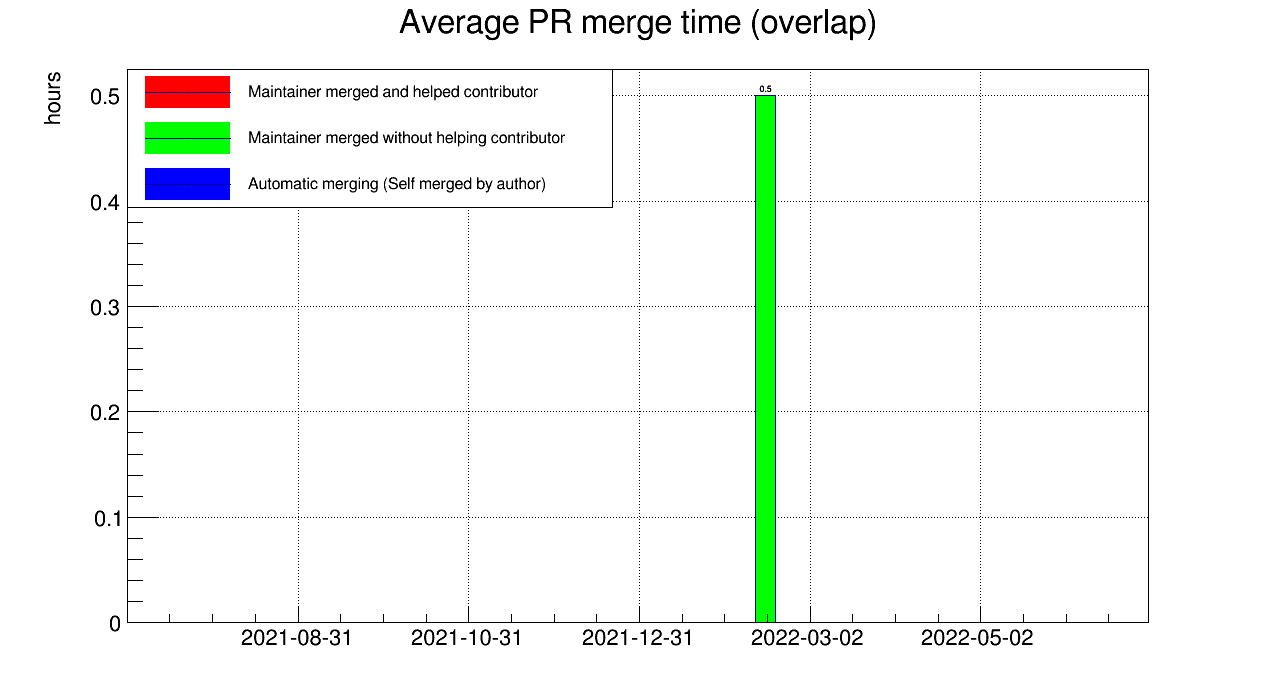 Average PR merge time (overlap)
hours
Maintainer merged and helped contributor
Maintainer merged without helping contributor
Automatic merging (Self merged by author)
0.5
0.5
0.4
0.3
0.2
0.1
0
2021-08-31
2021-10-31
2021-12-31
2022-03-02
2022-05-02